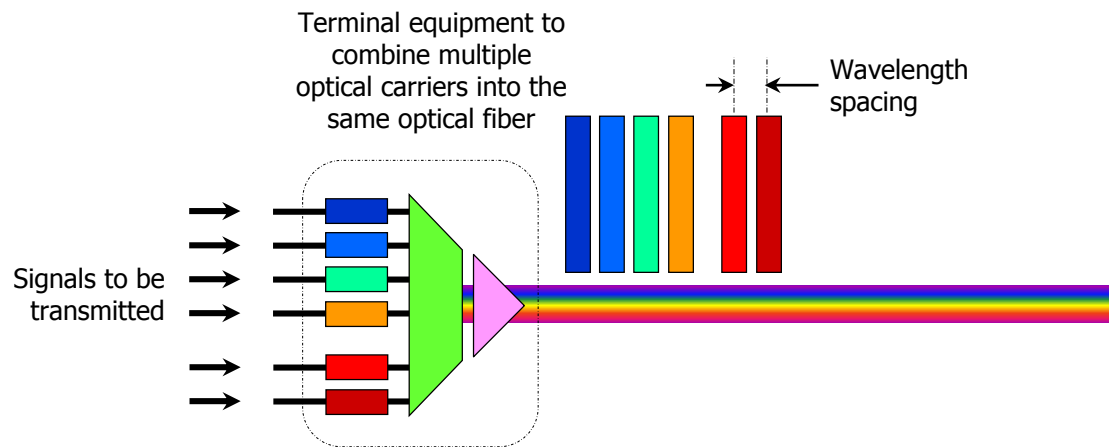 Terminal equipment to
combine multiple
optical carriers into the
same optical fiber
Wavelength
spacing
Signals to be
transmitted